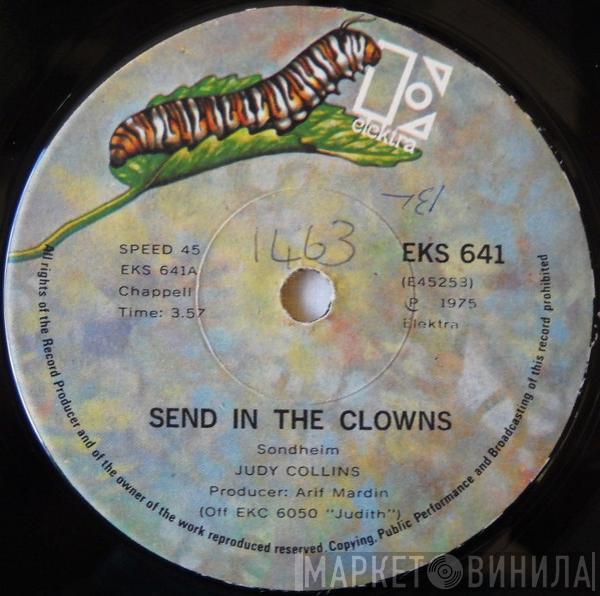 elektra
13L
1463
SPEED 45
EKS 641A
Chappell
Time: 3.57
EKS 641
(E45253)
℗ 1975
Elektra
SEND IN THE CLOWNS
Sondheim
JUDY COLLINS
Producer: Arif Mardin
(Off EKC 6050 "Judith")
All rights of the Record Producer and of the owner of the work reproduced reserved. Copying, Public Performance and Broadcasting of this record prohibited
МАРКЕТ ВИНИЛА